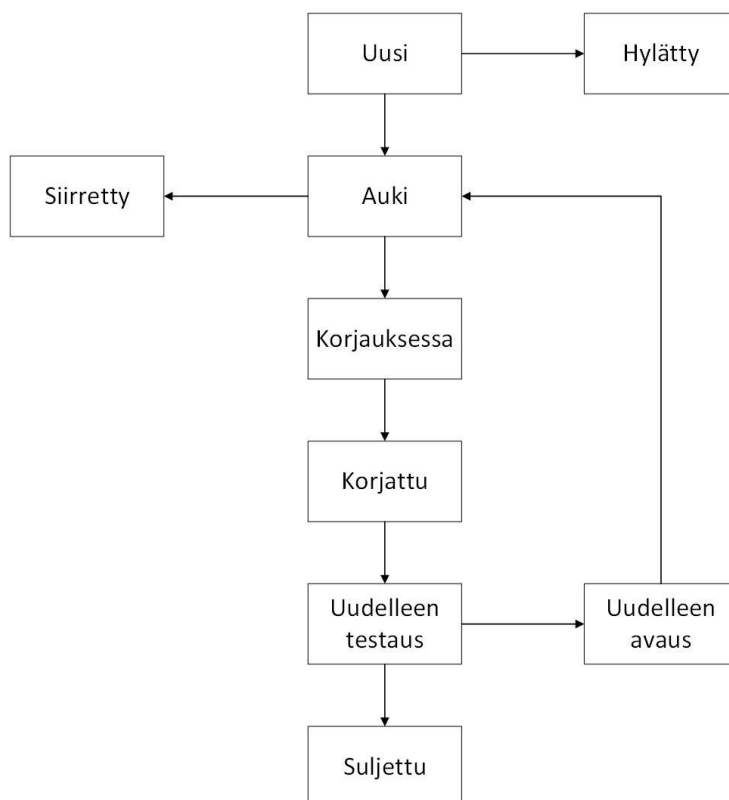 Uusi
Hylätty
Siirretty
Auki
Korjauksessa
Korjattu
Uudelleen
testaus
Uudelleen
avaus
Suljettu